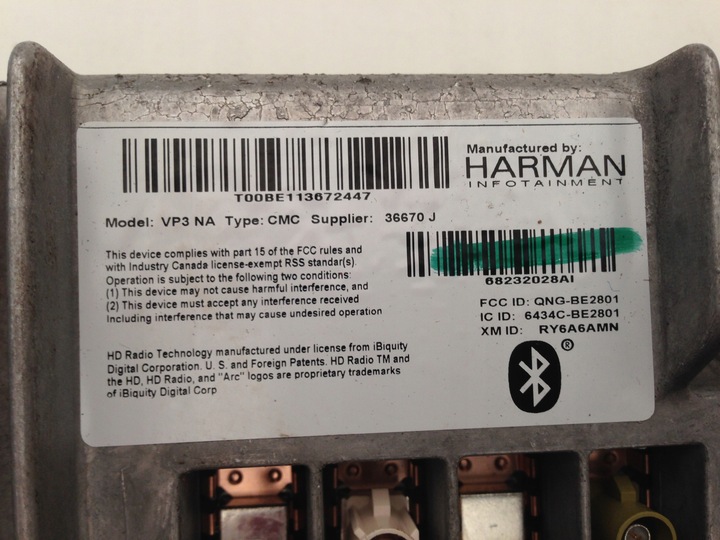 Manufactured by:
HARMAN
INFOTAINMENT
T00BE113672447
Model: VP3 NA Type: CMC Supplier: 36670 J
This device complies with part 15 of the FCC rules and
with Industry Canada license-exempt RSS standar(s).
Operation is subject to the following two conditions:
(1) This device may not cause harmful interference, and
(2) This device must accept any interference received
Including interference that may cause undesired operation
68232028AI
FCC ID: QNG-BE2801
IC ID: 6434C-BE2801
XM ID: RY6A6AMN
HD Radio Technology manufactured under license from iBiquity
Digital Corporation. U. S. and Foreign Patents. HD Radio TM and
the HD, HD Radio, and "Arc" logos are proprietary trademarks
of iBiquity Digital Corp
®